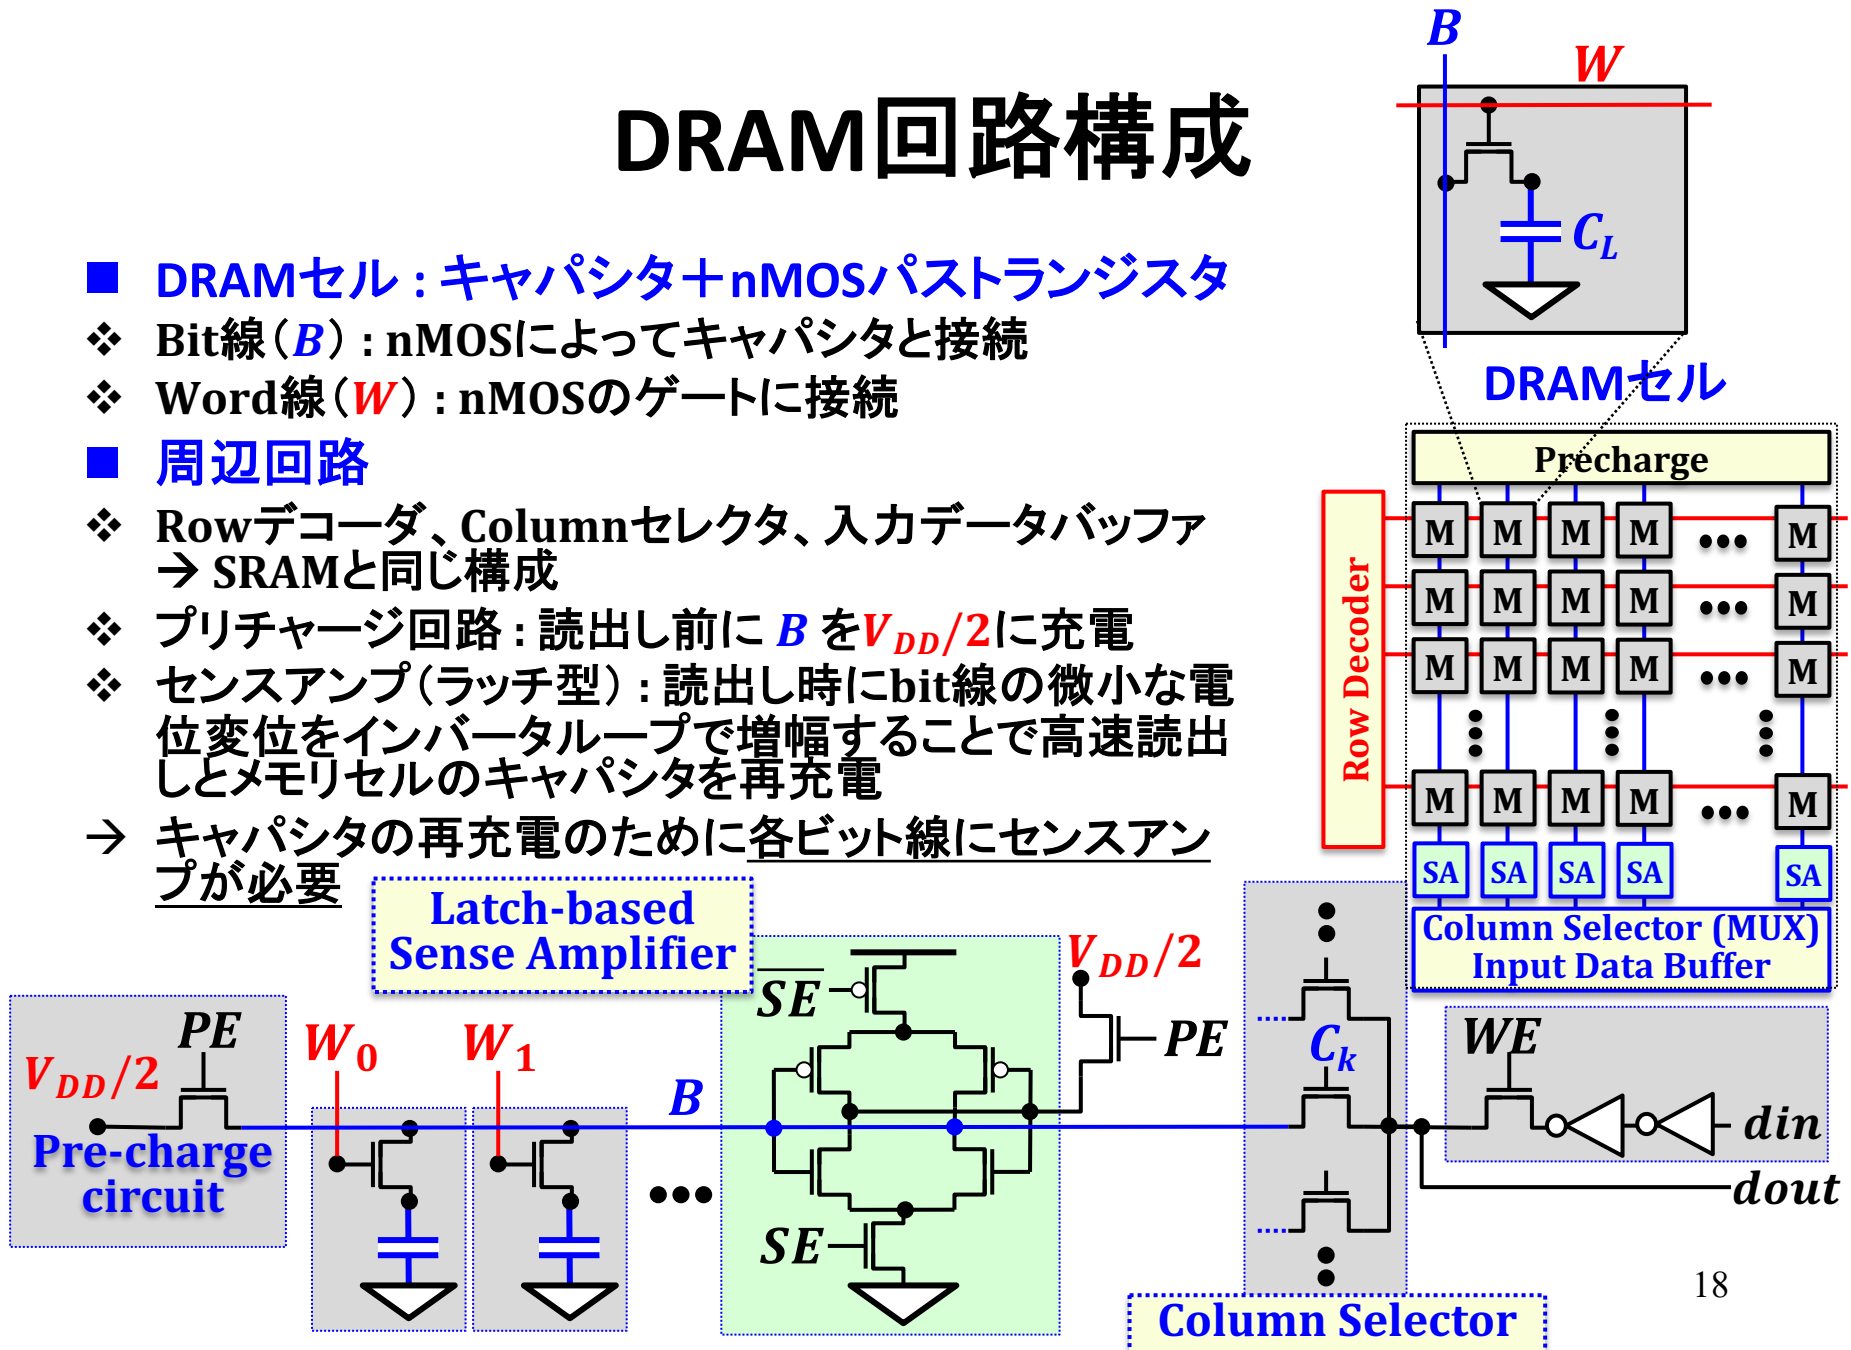 DRAM回路構成
■ DRAMセル : キャパシタ＋nMOSパストランジスタ
❖ Bit線（B）: nMOSによってキャパシタと接続
❖ Word線（W）: nMOSのゲートに接続
■ 周辺回路
❖ Rowデコーダ、Columnセレクタ、入力データバッファ
→ SRAMと同じ構成
❖ プリチャージ回路 : 読出し前に B をV_DD/2に充電
❖ センスアンプ（ラッチ型）: 読出し時にbit線の微小な電
位変位をインバータループで増幅することで高速読出
しとメモリセルのキャパシタを再充電
→ キャパシタの再充電のために各ビット線にセンスアン
プが必要
B
W
C_L
DRAMセル
Precharge
Row Decoder
M M M M ••• M
M M M M ••• M
M M M M ••• M
M M M M ••• M
SA SA SA SA SA
Column Selector (MUX)
Input Data Buffer
Latch-based
Sense Amplifier
V_DD/2
PE
Pre-charge
circuit
W_0
W_1
•••
B
S̅E̅
SE
V_DD/2
PE
C_k
WE
din
dout
Column Selector
18